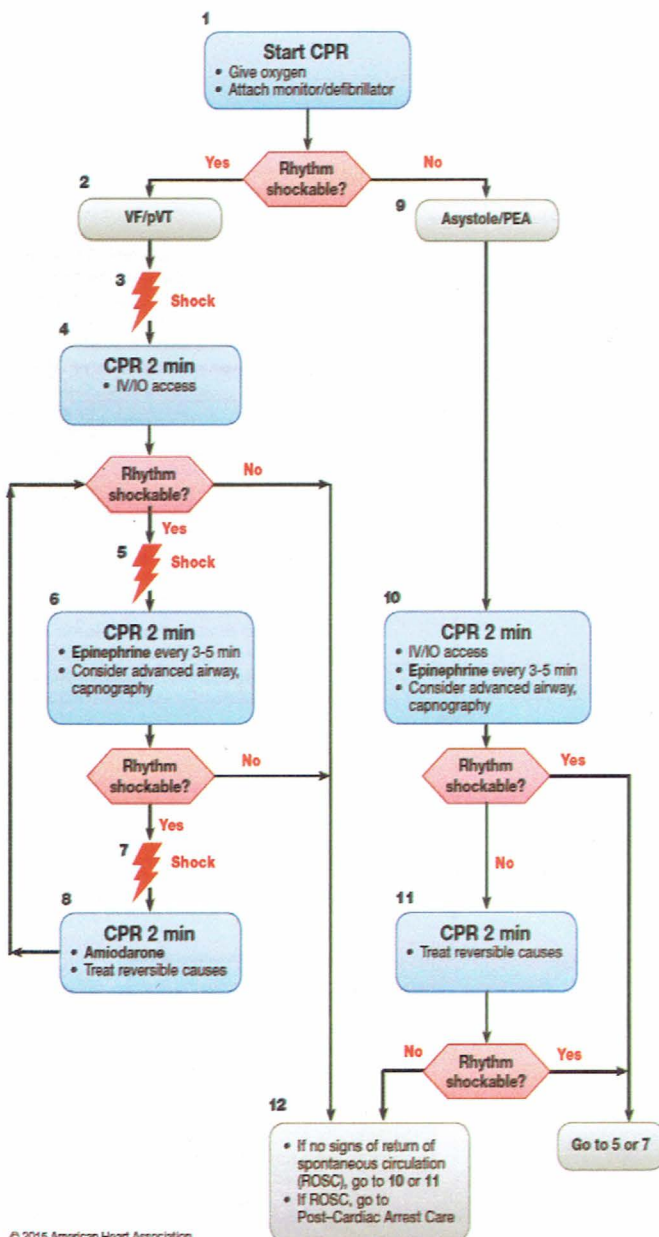 1
Start CPR
• Give oxygen
• Attach monitor/defibrillator
Yes
Rhythm
shockable?
No
2
VF/pVT
9
Asystole/PEA
3
Shock
4
CPR 2 min
• IV/IO access
Rhythm
shockable?
No
Yes
5
Shock
6
CPR 2 min
• Epinephrine every 3-5 min
• Consider advanced airway,
capnography
10
CPR 2 min
• IV/IO access
• Epinephrine every 3-5 min
• Consider advanced airway,
capnography
Rhythm
shockable?
No
Rhythm
shockable?
Yes
Yes
7
Shock
No
8
CPR 2 min
• Amiodarone
• Treat reversible causes
11
CPR 2 min
• Treat reversible causes
No
Rhythm
shockable?
Yes
12
• If no signs of return of
spontaneous circulation
(ROSC), go to 10 or 11
• If ROSC, go to
Post–Cardiac Arrest Care
Go to 5 or 7
© 2015 American Heart Association